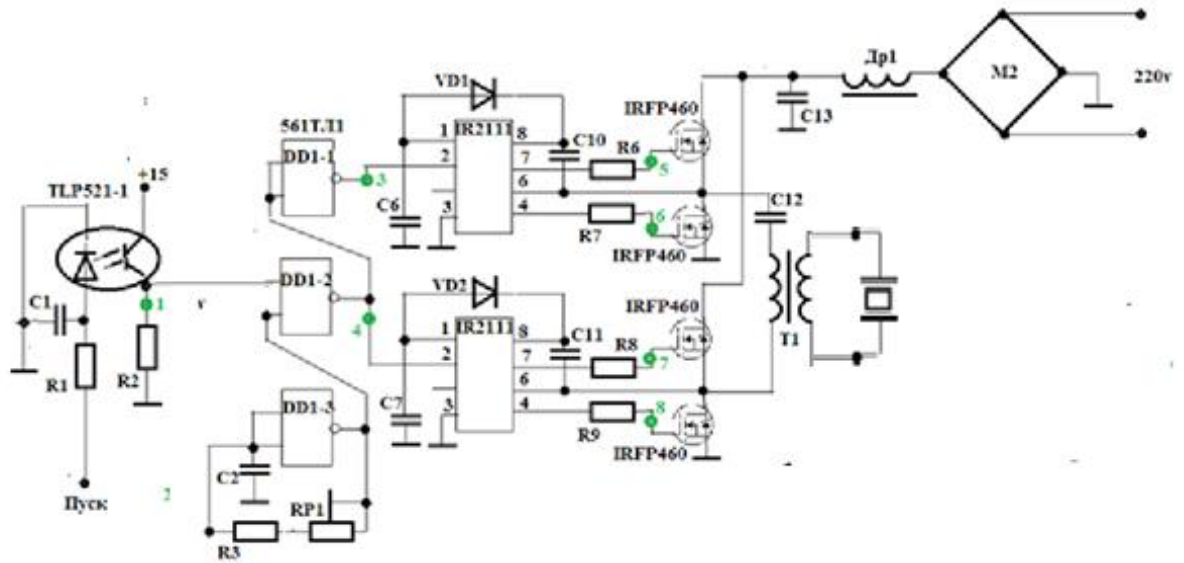 Др1
M2
220v
VD1
IRFP460
C13
561ТЛ1
IR2111
1
8
C10
R6
DD1-1
2
7
5
TLP521-1
+15
3
6
C12
6
C6
3
4
R7
IRFP460
DD1-2
VD2
IRFP460
C1
1
v
4
IR2111
1
8
C11
R8
T1
R1
R2
2
7
7
6
8
DD1-3
C7
3
4
R9
IRFP460
C2
Пуск
2
RP1
R3